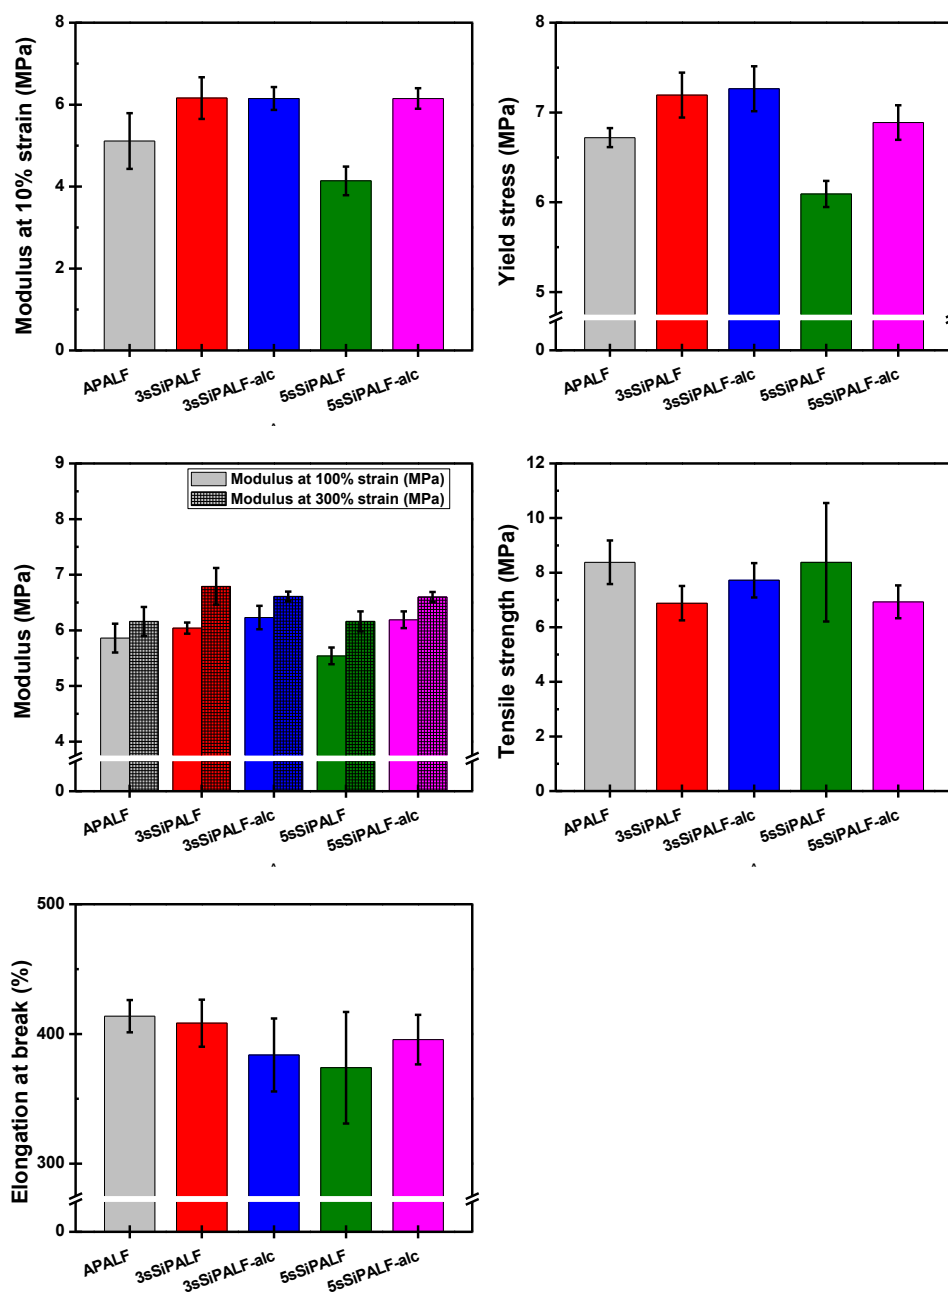 Modulus at 10% strain (MPa)
8
6
4
2
0
APALF
3sSiPALF
3sSiPALF-alc
5sSiPALF
5sSiPALF-alc
Yield stress (MPa)
8
7
6
5
0
APALF
3sSiPALF
3sSiPALF-alc
5sSiPALF
5sSiPALF-alc
Modulus (MPa)
9
8
7
6
5
4
0
Modulus at 100% strain (MPa)
Modulus at 300% strain (MPa)
APALF
3sSiPALF
3sSiPALF-alc
5sSiPALF
5sSiPALF-alc
Tensile strength (MPa)
12
10
8
6
4
2
0
APALF
3sSiPALF
3sSiPALF-alc
5sSiPALF
5sSiPALF-alc
Elongation at break (%)
500
400
300
0
APALF
3sSiPALF
3sSiPALF-alc
5sSiPALF
5sSiPALF-alc